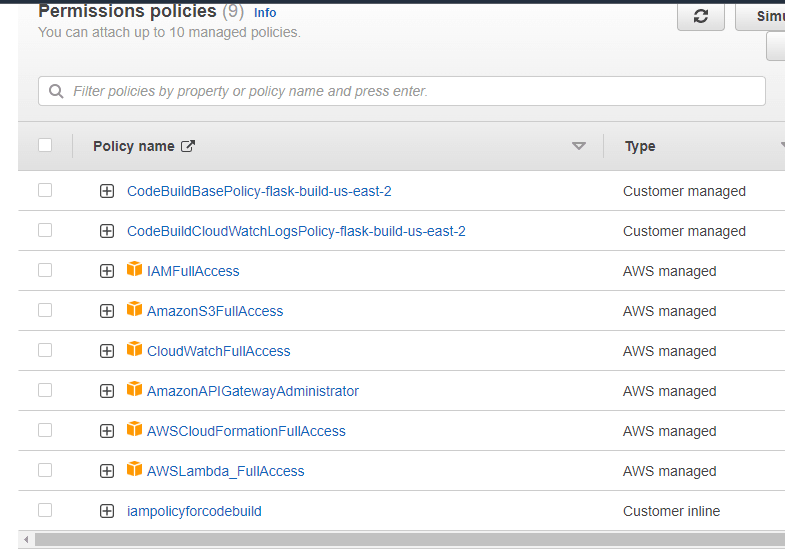 Permissions policies (9) Info
You can attach up to 10 managed policies.
Filter policies by property or policy name and press enter.
Policy name Type
CodeBuildBasePolicy-flask-build-us-east-2 Customer managed
CodeBuildCloudWatchLogsPolicy-flask-build-us-east-2 Customer managed
IAMFullAccess AWS managed
AmazonS3FullAccess AWS managed
CloudWatchFullAccess AWS managed
AmazonAPIGatewayAdministrator AWS managed
AWSCloudFormationFullAccess AWS managed
AWSLambda_FullAccess AWS managed
iampolicyforcodebuild Customer inline